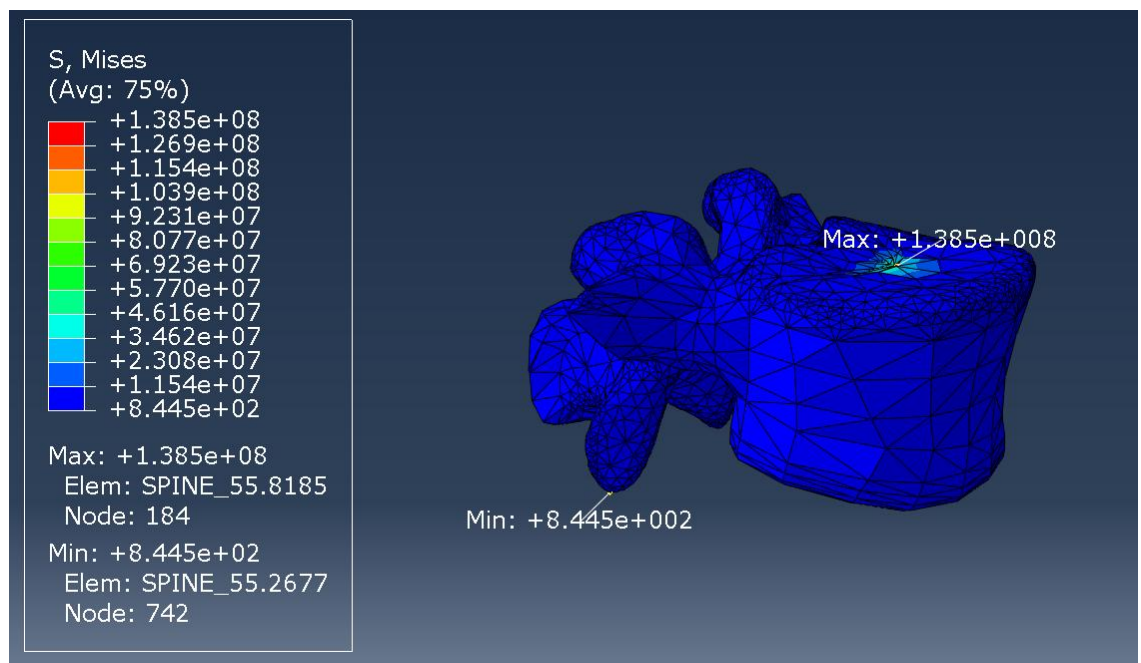 S, Mises
(Avg: 75%)
+1.385e+08
+1.269e+08
+1.154e+08
+1.039e+08
+9.231e+07
+8.077e+07
+6.923e+07
+5.770e+07
+4.616e+07
+3.462e+07
+2.308e+07
+1.154e+07
+8.445e+02
Max: +1.385e+08
Elem: SPINE_55.8185
Node: 184
Min: +8.445e+02
Elem: SPINE_55.2677
Node: 742
Max: +1.385e+008
Min: +8.445e+002